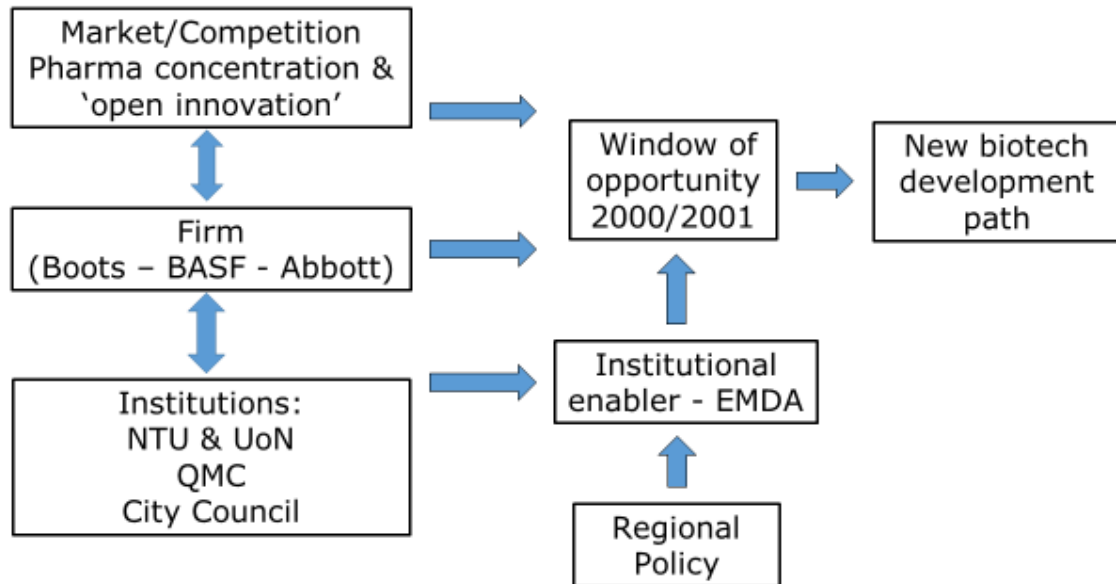 Market/Competition
Pharma concentration &
‘open innovation’
Firm
(Boots – BASF - Abbott)
Institutions:
NTU & UoN
QMC
City Council
Window of
opportunity
2000/2001
Institutional
enabler - EMDA
Regional
Policy
New biotech
development
path